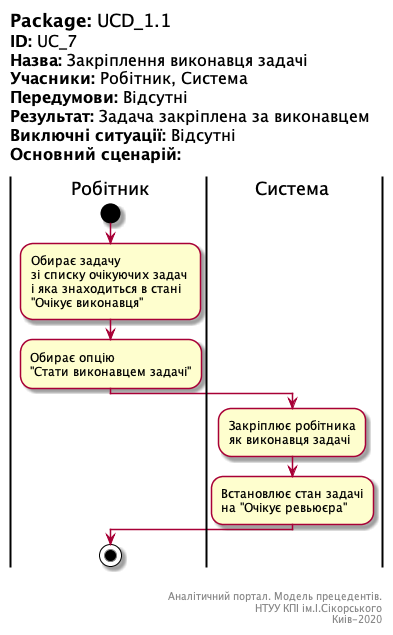 Package: UCD_1.1
ID: UC_7
Назва: Закріплення виконавця задачі
Учасники: Робітник, Система
Передумови: Відсутні
Результат: Задача закріплена за виконавцем
Виключні ситуації: Відсутні
Основний сценарій:
Робітник
Система
Обирає задачу
зі списку очікуючих задач
і яка знаходиться в стані
"Очікує виконавця"
Обирає опцію
"Стати виконавцем задачі"
Закріплює робітника
як виконавця задачі
Встановлює стан задачі
на "Очікує ревьюєра"
Аналітичний портал. Модель прецедентів.
НТУУ КПІ ім.І.Сікорського
Київ-2020